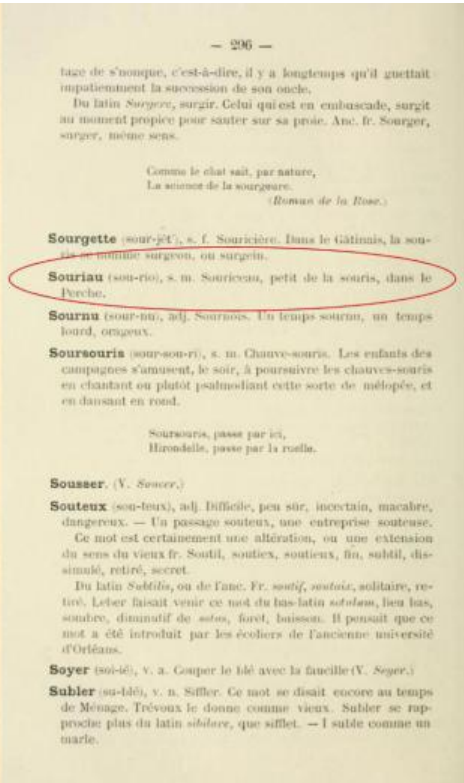 — 296 —
tage de s'nonque, c'est-à-dire, il y a longtemps qu'il guettait
impatiemment la succession de son oncle.
Du latin Surgere, surgir. Celui qui est en embuscade, surgit
au moment propice pour sauter sur sa proie. Anc. fr. Sourger,
surger, même sens.
Comme le chat sait, par nature,
La science de la sourgeure.
(Roman de la Rose.)
Sourgette (sour-jèt'), s. f. Souricière. Dans le Gâtinais, la sou-
ris se nomme surgeon, ou surgein.
Souriau (sou-rio), s. m. Souriceau, petit de la souris, dans le
Perche.
Sournu (sour-nu), adj. Sournois. Un temps sournu, un temps
lourd, orageux.
Soursouris (sour-sou-ri), s. m. Chauve-souris. Les enfants des
campagnes s'amusent, le soir, à poursuivre les chauves-souris
en chantant ou plutôt psalmodiant cette sorte de mélopée, et
en dansant en rond.
Soursouris, passe par ici,
Hirondelle, passe par la ruelle.
Sousser. (V. Soucer.)
Souteux (sou-teux), adj. Difficile, peu sûr, incertain, macabre,
dangereux. — Un passage souteux, une entreprise souteuse.
Ce mot est certainement une altération, ou une extension
du sens du vieux fr. Soutil, soutiex, soutieux, fin, subtil, dis-
simulé, retiré, secret.
Du latin Subtilis, ou de l'anc. Fr. soutif, soutaix, solitaire, re-
tiré. Leber faisait venir ce mot du bas-latin sotulum, lieu bas,
sombre, diminutif de sotus, forêt, buisson. Il pensait que ce
mot a été introduit par les écoliers de l'ancienne université
d'Orléans.
Soyer (soi-ié), v. a. Couper le blé avec la faucille (V. Seyer.)
Subler (su-blé), v. n. Siffler. Ce mot se disait encore au temps
de Ménage. Trévoux le donne comme vieux. Subler se rap-
proche plus du latin sibilare, que sifflet. — I suble comme un
marle.